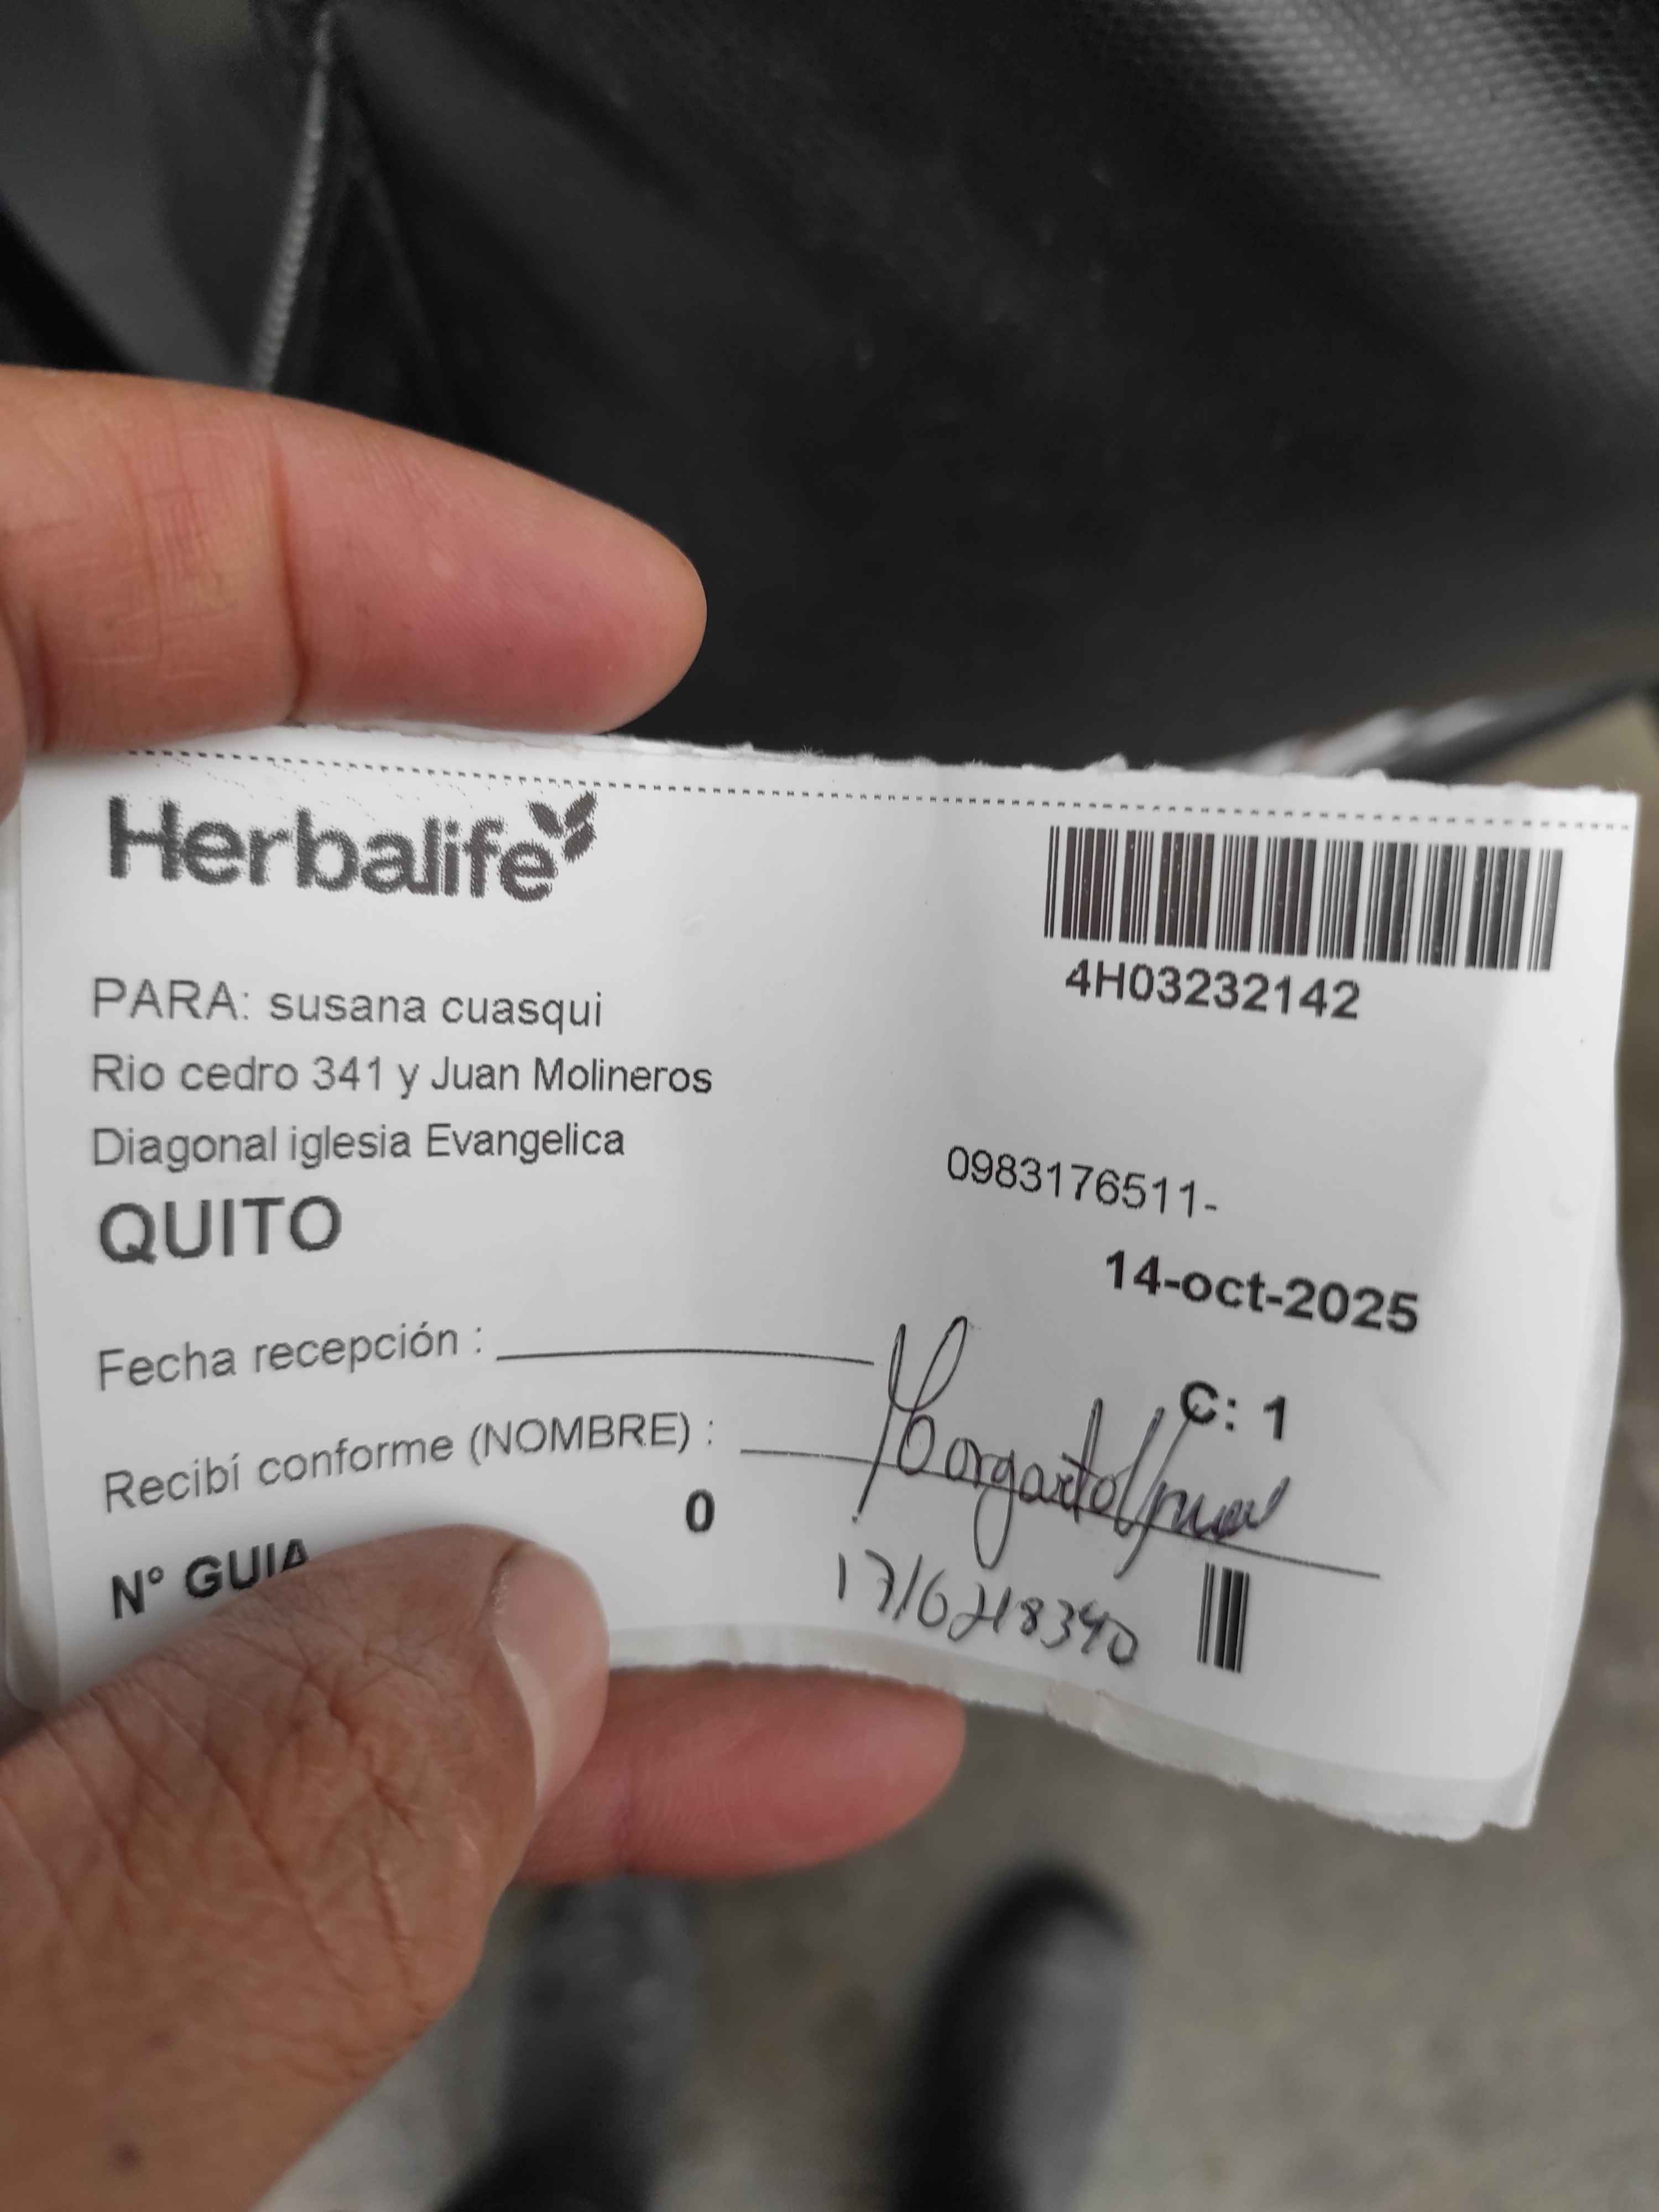 Herbalife
4H03232142
PARA: susana cuasqui
Rio cedro 341 y Juan Molineros
Diagonal iglesia Evangelica
0983176511-
QUITO
14-oct-2025
Fecha recepción :
C: 1
Recibí conforme (NOMBRE) :
0
N° GUIA